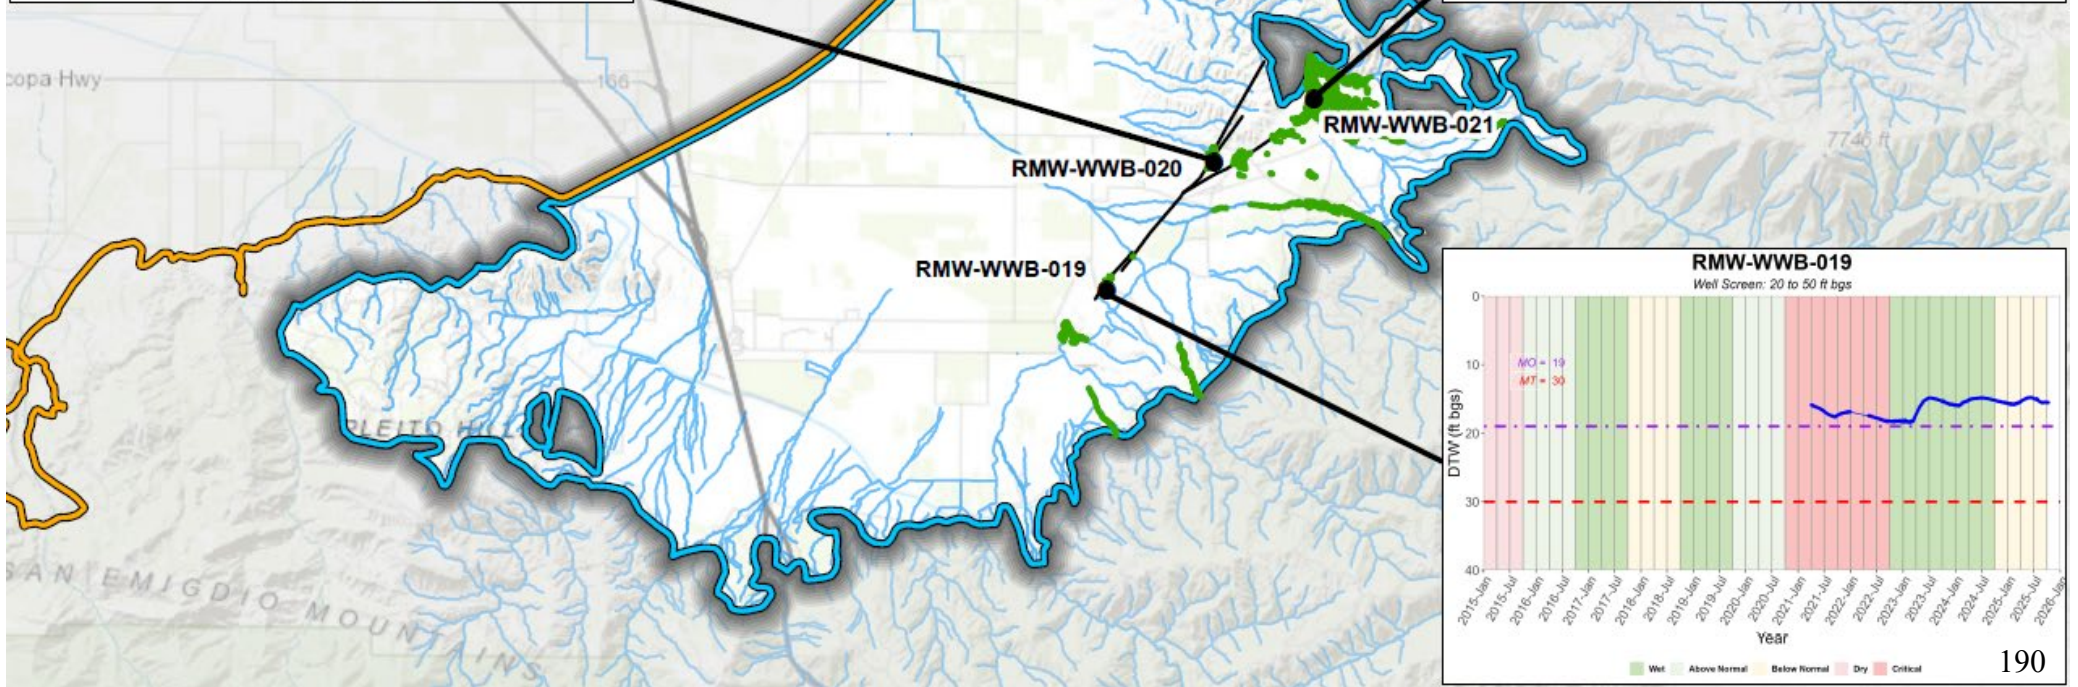 copa Hwy
166
7746 ft
RMW-WWB-021
RMW-WWB-020
RMW-WWB-019
PLEITO HILLS
SAN EMIGDIO MOUNTAINS
RMW-WWB-019
Well Screen: 20 to 50 ft bgs
0
10
20
30
40
MO = 19
MT = 30
DTW (ft bgs)
2015-Jan 2015-Jul 2016-Jan 2016-Jul 2017-Jan 2017-Jul 2018-Jan 2018-Jul 2019-Jan 2019-Jul 2020-Jan 2020-Jul 2021-Jan 2021-Jul 2022-Jan 2022-Jul 2023-Jan 2023-Jul 2024-Jan 2024-Jul 2025-Jan 2025-Jul 2026-Jan
Year
Wet Above Normal Below Normal Dry Critical
190